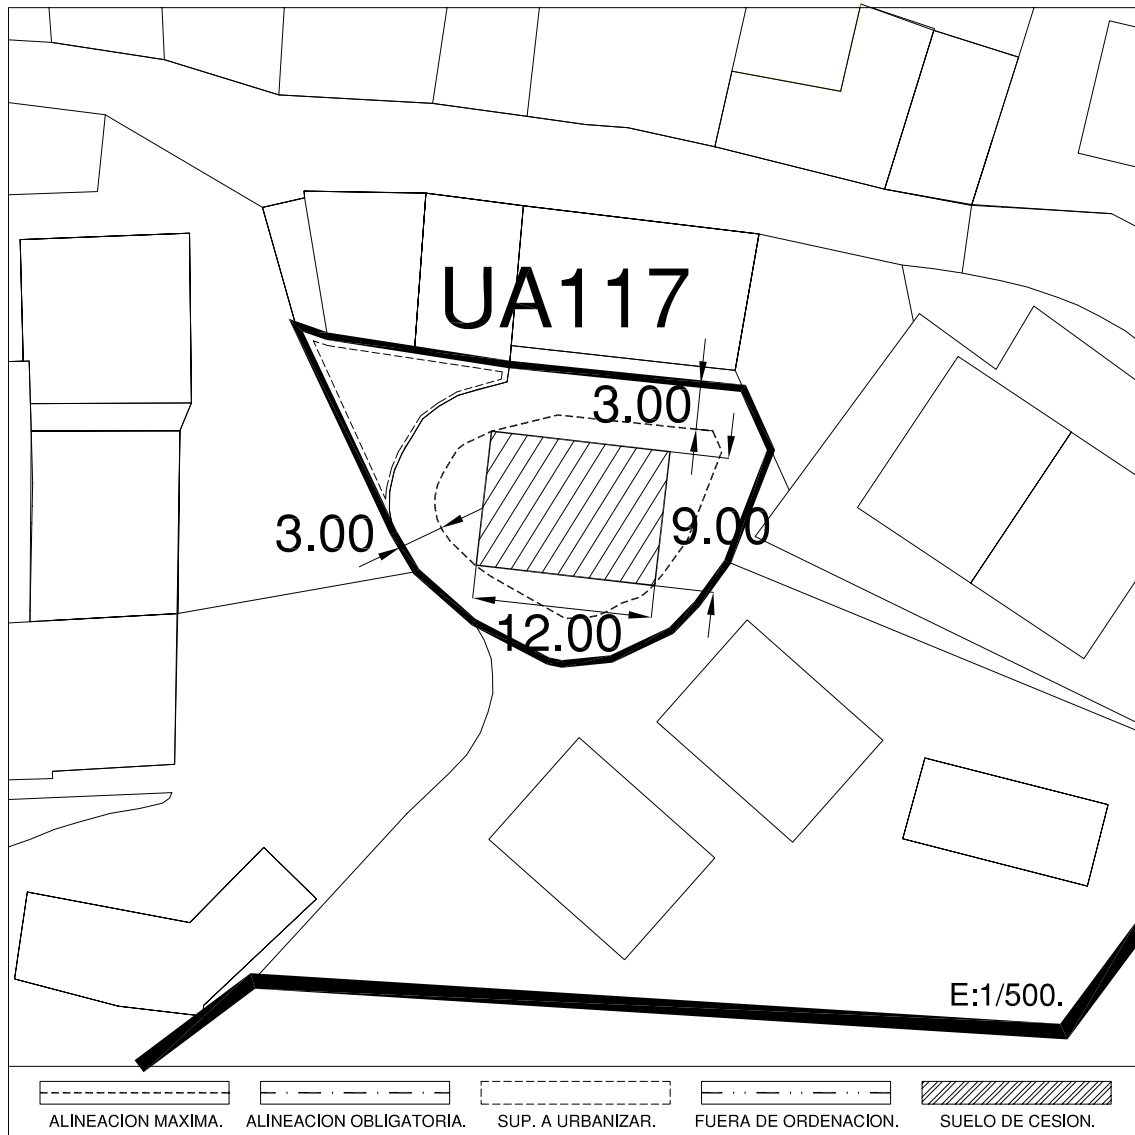 UA117
3.00
3.00
9.00
12.00
E:1/500.
ALINEACION MAXIMA.
ALINEACION OBLIGATORIA.
SUP. A URBANIZAR.
FUERA DE ORDENACION.
SUELO DE CESION.